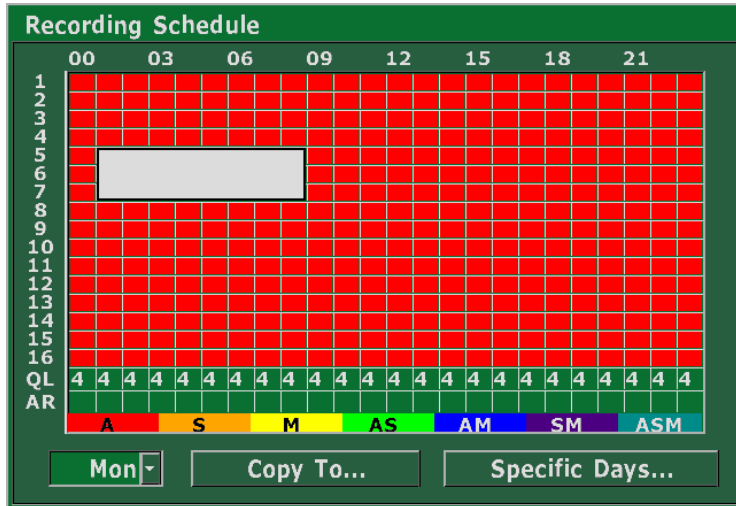 Recording Schedule
00 03 06 09 12 15 18 21
1
2
3
4
5
6
7
8
9
10
11
12
13
14
15
16
QL 4 4 4 4 4 4 4 4 4 4 4 4 4 4 4 4 4 4 4 4 4 4 4 4
AR
A S M AS AM SM ASM
Mon Copy To... Specific Days...